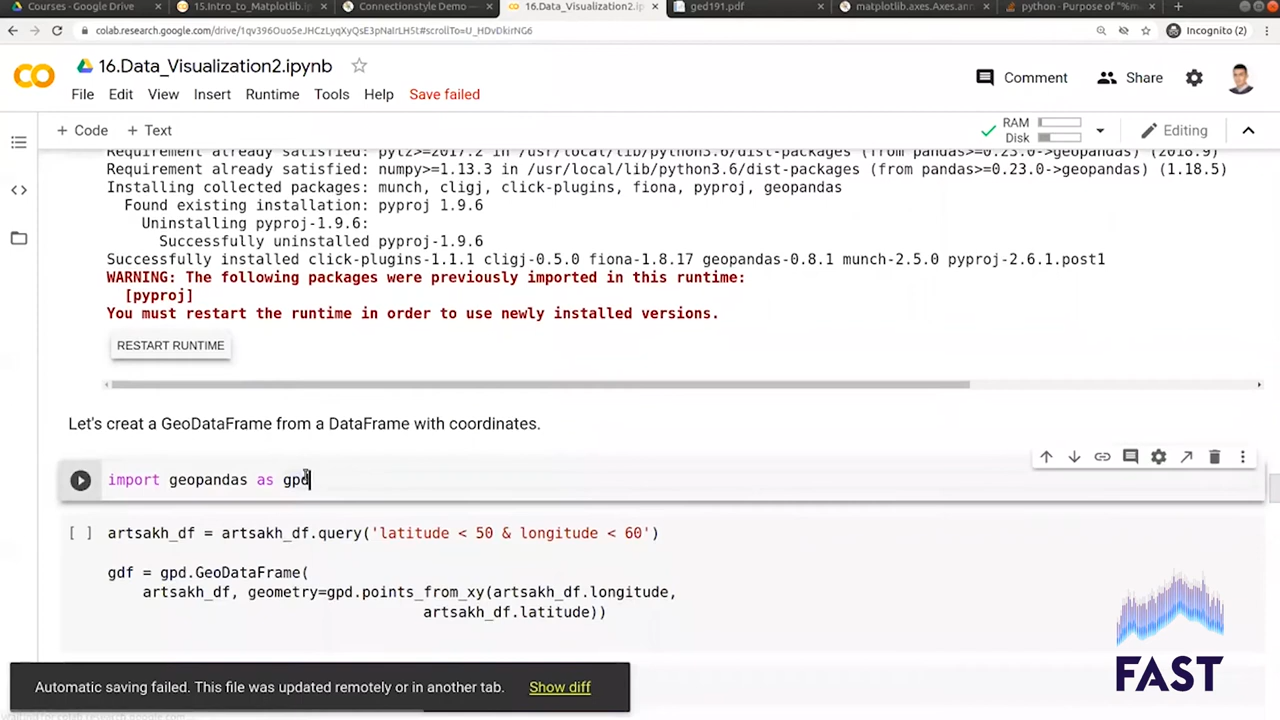 Courses - Google Drive
15.Intro_to_Matplotlib.i
Connectionstyle Demo —
16.Data_Visualization2.i
ged191.pdf
matplotlib.axes.Axes.ann
python - Purpose of "%m
colab.research.google.com/drive/1qv396Ouo5eJHCzLyqXyQsE3pNaIrLH5t#scrollTo=U_HDvDkirNG6
Incognito (2)
CO
16.Data_Visualization2.ipynb
Comment
Share
File Edit View Insert Runtime Tools Help Save failed
+ Code + Text
RAM
Disk
Editing
Requirement already satisfied: pytz>=2017.2 in /usr/local/lib/python3.6/dist-packages (from pandas>=0.23.0->geopandas) (2018.9)
Requirement already satisfied: numpy>=1.13.3 in /usr/local/lib/python3.6/dist-packages (from pandas>=0.23.0->geopandas) (1.18.5)
Installing collected packages: munch, cligj, click-plugins, fiona, pyproj, geopandas
Found existing installation: pyproj 1.9.6
Uninstalling pyproj-1.9.6:
Successfully uninstalled pyproj-1.9.6
Successfully installed click-plugins-1.1.1 cligj-0.5.0 fiona-1.8.17 geopandas-0.8.1 munch-2.5.0 pyproj-2.6.1.post1
WARNING: The following packages were previously imported in this runtime:
[pyproj]
You must restart the runtime in order to use newly installed versions.
RESTART RUNTIME
Let's creat a GeoDataFrame from a DataFrame with coordinates.
import geopandas as gpd
[ ] artsakh_df = artsakh_df.query('latitude < 50 & longitude < 60')
gdf = gpd.GeoDataFrame(
artsakh_df, geometry=gpd.points_from_xy(artsakh_df.longitude,
artsakh_df.latitude))
Automatic saving failed. This file was updated remotely or in another tab. Show diff
FAST